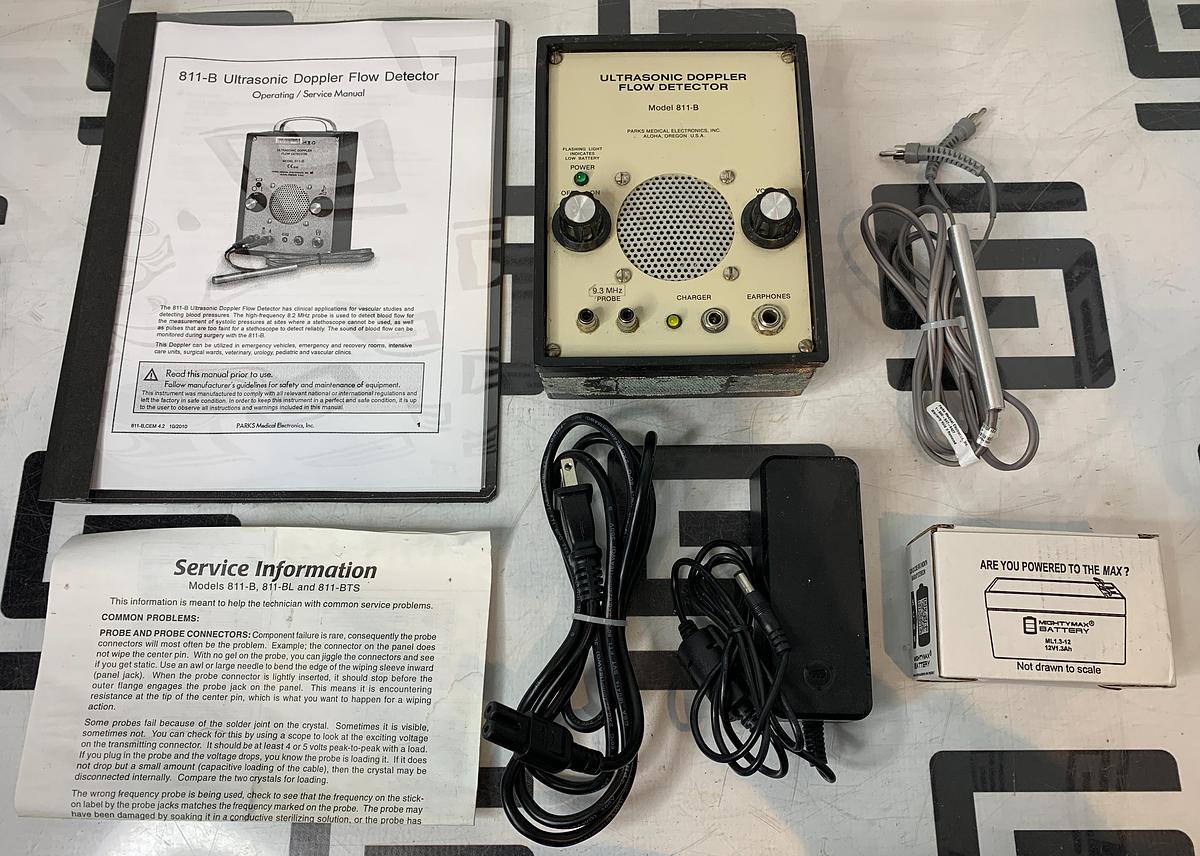 811-B Ultrasonic Doppler Flow Detector
Operating / Service Manual
ULTRASONIC DOPPLER
FLOW DETECTOR
MODEL 811-B
The 811-B Ultrasonic Doppler Flow Detector has clinical applications for vascular studies and
detecting blood pressures. The high-frequency 8.2 MHz probe is used to detect blood flow for
the measurement of systolic pressures at sites where a stethoscope cannot be used, as well
as pulses that are too faint for a stethoscope to detect reliably. The sound of blood flow can be
monitored during surgery with the 811-B.
This Doppler can be utilized in emergency vehicles, emergency and recovery rooms, intensive
care units, surgical wards, veterinary, urology, pediatric and vascular clinics.
Read this manual prior to use.
Follow manufacturer's guidelines for safety and maintenance of equipment.
This instrument was manufactured to comply with all relevant national or international regulations and
left the factory in safe condition. In order to keep this instrument in a perfect and safe condition, it is up
to the user to observe all instructions and warnings included in this manual.
811-B,CEM 4.2 10/2010 PARKS Medical Electronics, Inc. 1
ULTRASONIC DOPPLER
FLOW DETECTOR
Model 811-B
PARKS MEDICAL ELECTRONICS, INC.
ALOHA, OREGON U.S.A.
FLASHING LIGHT
INDICATES
LOW BATTERY
POWER
ON
9.3 MHz
PROBE
CHARGER
EARPHONES
Service Information
Models 811-B, 811-BL and 811-BTS
This information is meant to help the technician with common service problems.
COMMON PROBLEMS:
PROBE AND PROBE CONNECTORS: Component failure is rare, consequently the probe
connectors will most often be the problem. Example; the connector on the panel does
not wipe the center pin. With no gel on the probe, you can jiggle the connectors and see
if you get static. Use an awl or large needle to bend the edge of the wiping sleeve inward
(panel jack). When the probe connector is lightly inserted, it should stop before the
outer flange engages the probe jack on the panel. This means it is encountering
resistance at the tip of the center pin, which is what you want to happen for a wiping
action.
Some probes fail because of the solder joint on the crystal. Sometimes it is visible,
sometimes not. You can check for this by using a scope to look at the exciting voltage
on the transmitting connector. It should be at least 4 or 5 volts peak-to-peak with a load.
If you plug in the probe and the voltage drops, you know the probe is loading it. If it does
not drop but a small amount (capacitive loading of the cable), then the crystal may be
disconnected internally. Compare the two crystals for loading.
The wrong frequency probe is being used, check to see that the frequency on the stick-
on label by the probe jacks matches the frequency marked on the probe. The probe may
have been damaged by soaking it in a conductive sterilizing solution, or the probe has
ARE YOU POWERED TO THE MAX ?
MIGHTYMAX®
BATTERY
ML1.3-12
12V1.3Ah
Not drawn to scale
MIGHTYMAX
BATTERY